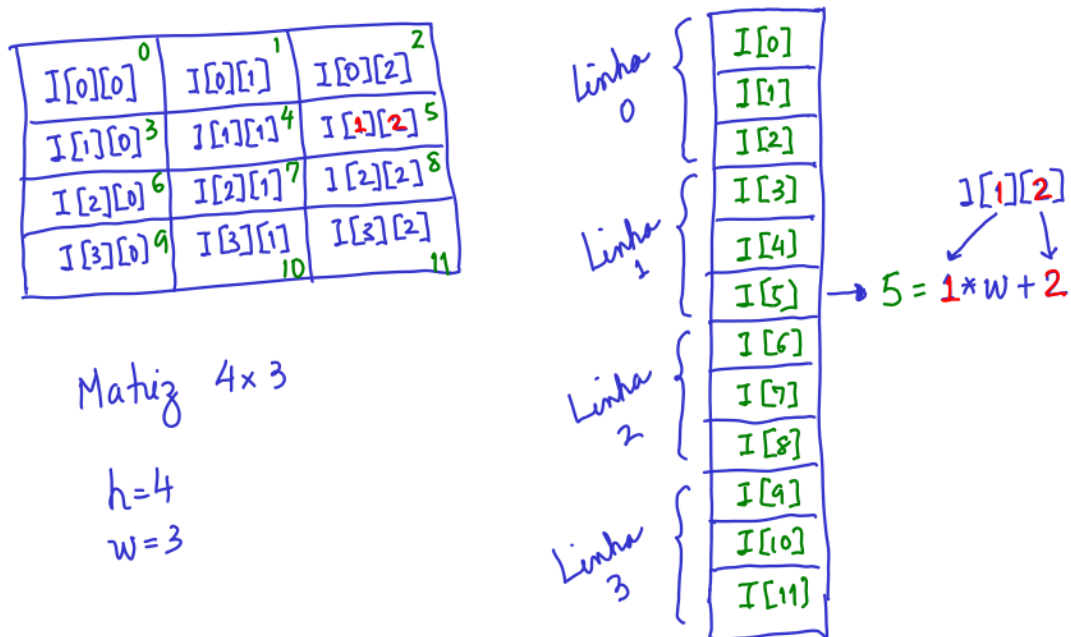 I[0][0] 0 I[0][1] 1 I[0][2] 2
I[1][0] 3 I[1][1] 4 I[1][2] 5
I[2][0] 6 I[2][1] 7 I[2][2] 8
I[3][0] 9 I[3][1] 10 I[3][2] 11
Matriz 4x3
h=4
w=3
Linha
0
I[0]
I[1]
I[2]
Linha
1
I[3]
I[4]
I[5]
I[1][2]
→ 5 = 1*w+2
Linha
2
I[6]
I[7]
I[8]
Linha
3
I[9]
I[10]
I[11]